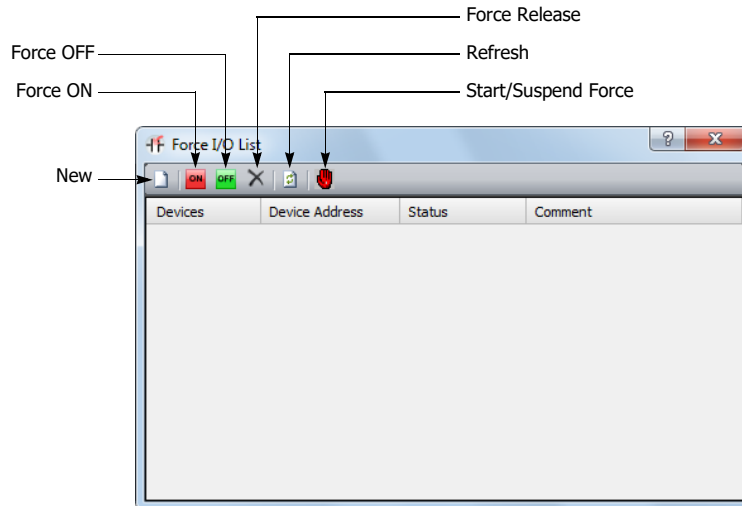 Force Release
Force OFF
Refresh
Force ON
Start/Suspend Force
Force I/O List
?
X
New
ON
OFF
Devices
Device Address
Status
Comment